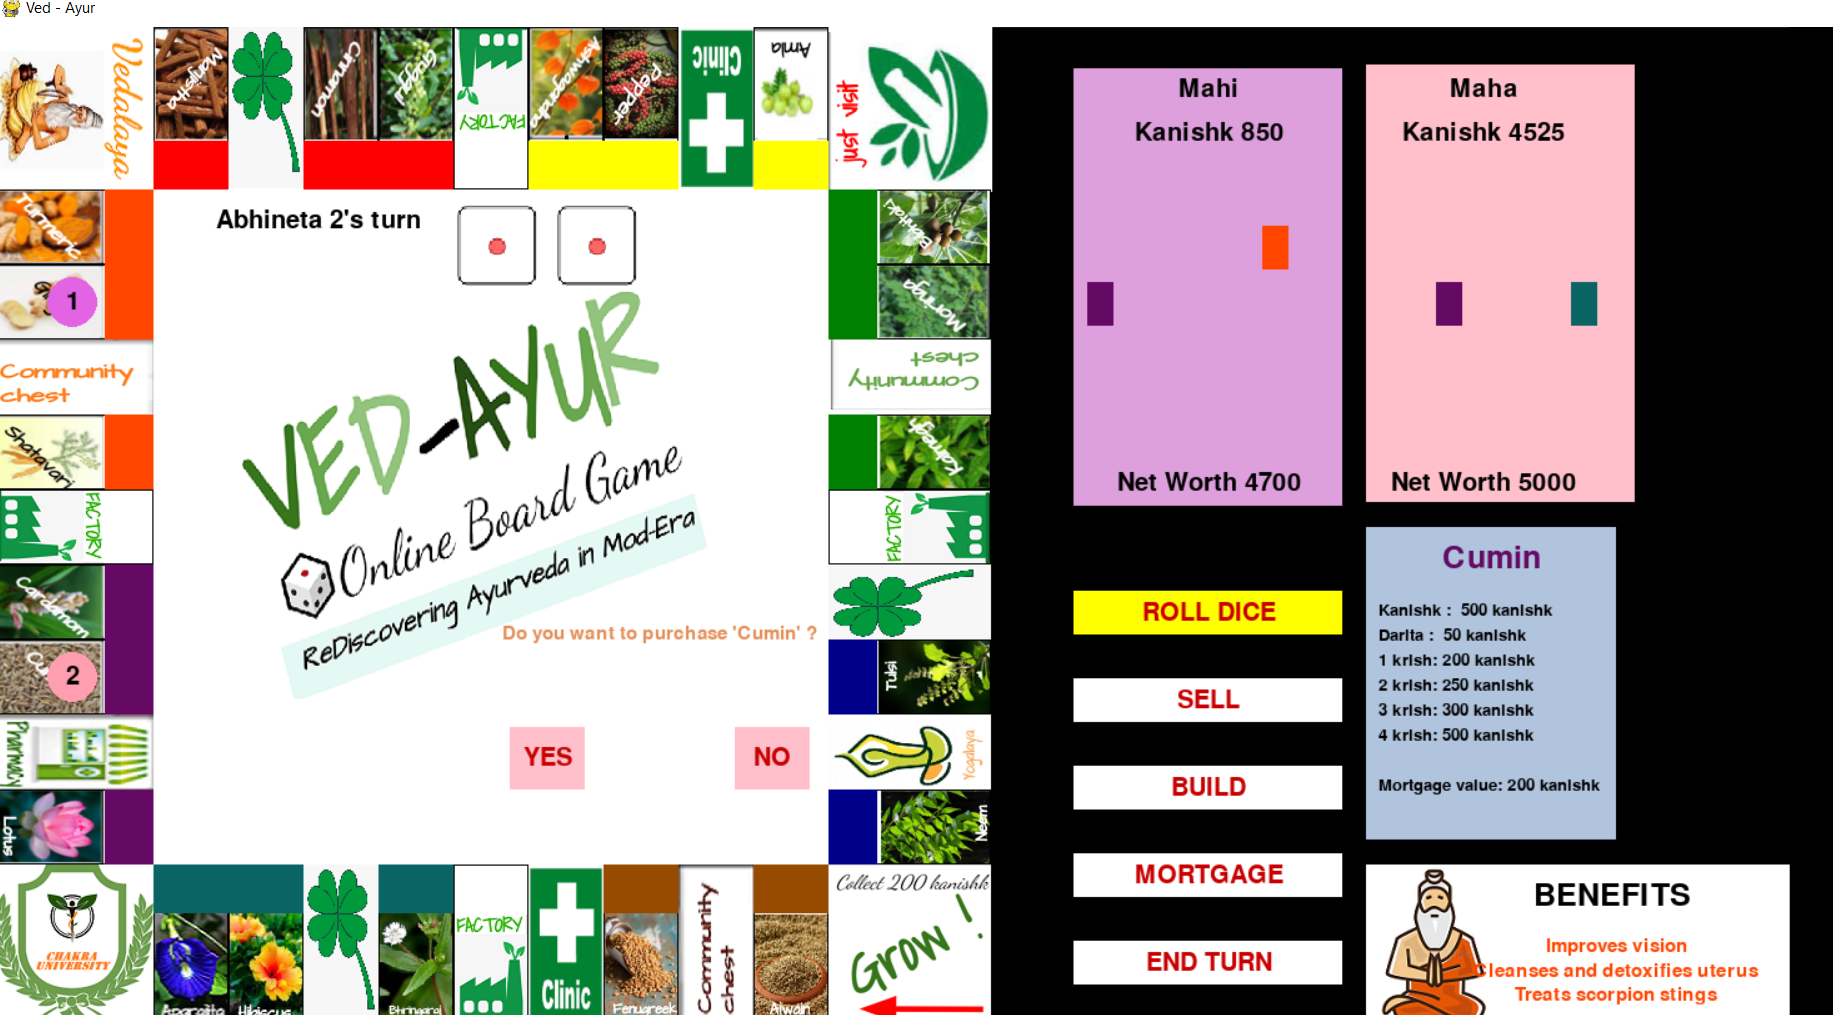 Ved - Ayur
Vedalaya
Manjistha
Cinnamon
Guggul
FACTORY
Ashwagandha
Pepper
Clinic
Amla
just visit
Turmeric
1
Community
chest
Shatavari
FACTORY
Cardamom
2
Pharmacy
Lotus
Abhineta 2's turn
VED-AYUR
Online Board Game
ReDiscovering Ayurveda in Mod-Era
Do you want to purchase 'Cumin' ?
YES
NO
Bibhitaki
Moringa
Community
chest
Kalmegh
FACTORY
Tulsi
Yogalaya
Neem
CHAKRA
UNIVERSITY
Aparajita
Hibiscus
Bhringaraj
FACTORY
Clinic
Fenugreek
Community
chest
Ajwain
Collect 200 kanishk
Grow !
Mahi
Kanishk 850
Net Worth 4700
Maha
Kanishk 4525
Net Worth 5000
ROLL DICE
SELL
BUILD
MORTGAGE
END TURN
Cumin
Kanishk : 500 kanishk
Darita : 50 kanishk
1 krish: 200 kanishk
2 krish: 250 kanishk
3 krish: 300 kanishk
4 krish: 500 kanishk
Mortgage value: 200 kanishk
BENEFITS
Improves vision
Cleanses and detoxifies uterus
Treats scorpion stings